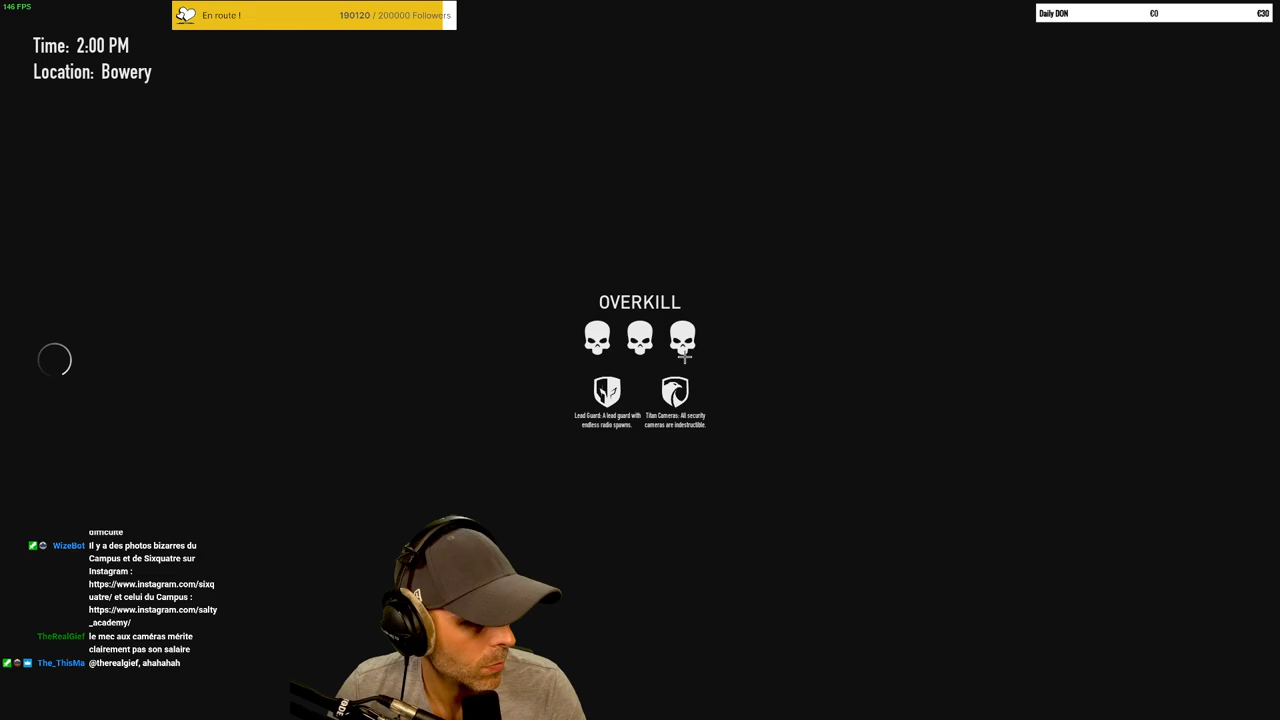 146 FPS
En route !
190120 / 200000 Followers
Daily DON
€0
€30
Time: 2:00 PM
Location: Bowery
OVERKILL
Lead Guard: A lead guard with
endless radio spawns.
Titan Cameras: All security
cameras are indestructible.
difficulté
WizeBot Il y a des photos bizarres du
Campus et de Sixquatre sur
Instagram :
https://www.instagram.com/sixq
uatre/ et celui du Campus :
https://www.instagram.com/salty
_academy/
TheRealGief le mec aux caméras mérite
clairement pas son salaire
The_ThisMa @therealgief, ahahahah